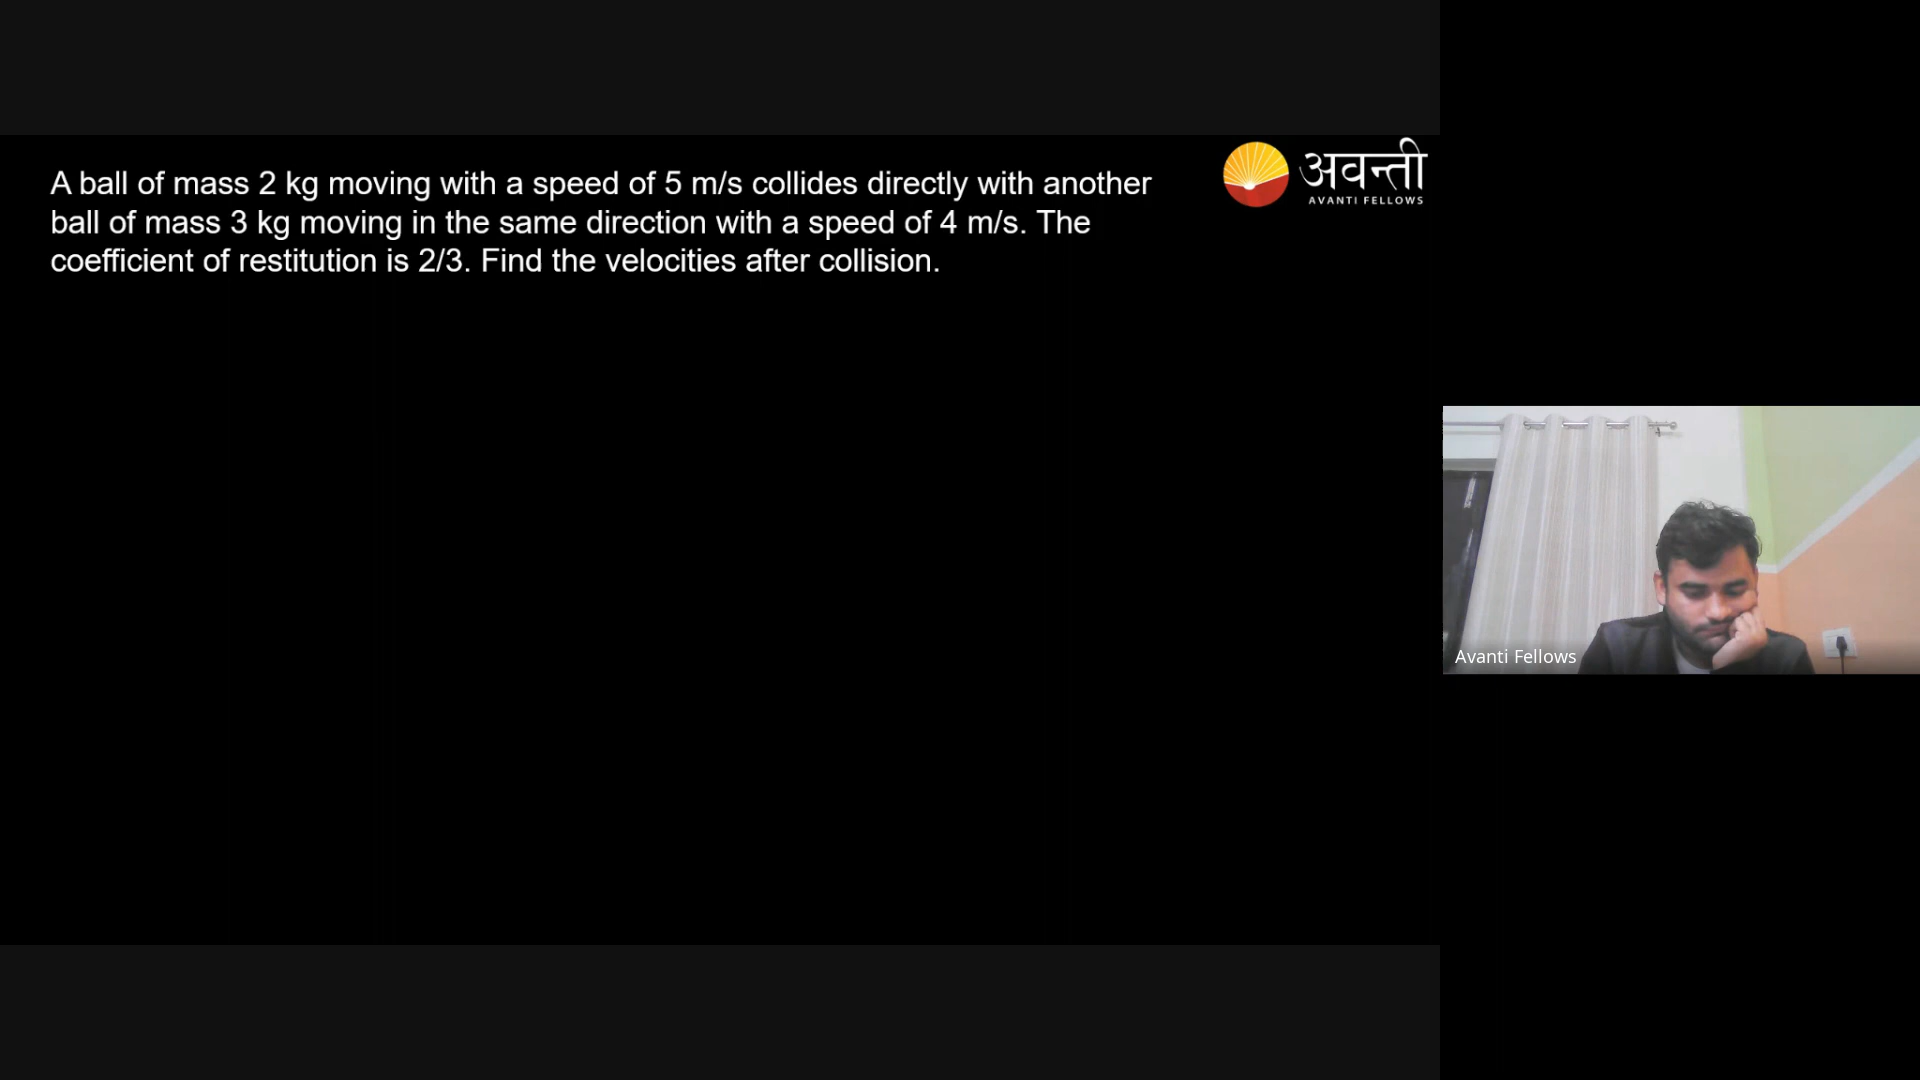 A ball of mass 2 kg moving with a speed of 5 m/s collides directly with another
ball of mass 3 kg moving in the same direction with a speed of 4 m/s. The
coefficient of restitution is 2/3. Find the velocities after collision.
अवन्ती
AVANTI FELLOWS
Avanti Fellows